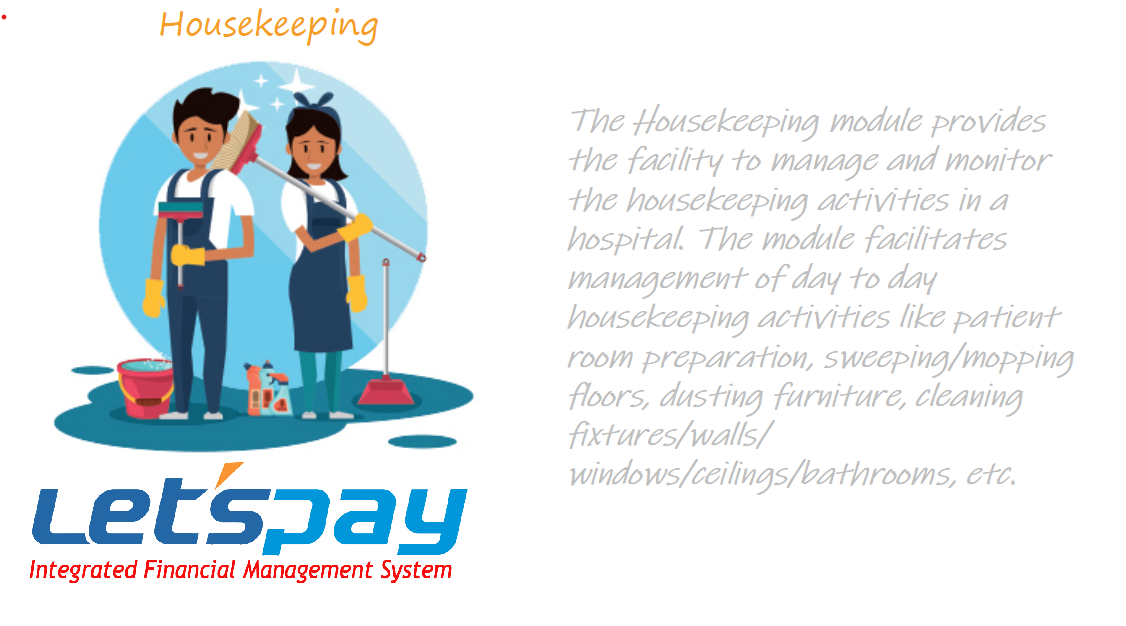 Housekeeping
The Housekeeping module provides
the facility to manage and monitor
the housekeeping activities in a
hospital. The module facilitates
management of day to day
housekeeping activities like patient
room preparation, sweeping/mopping
floors, dusting furniture, cleaning
fixtures/walls/
windows/ceilings/bathrooms, etc.
Let'spay
Integrated Financial Management System